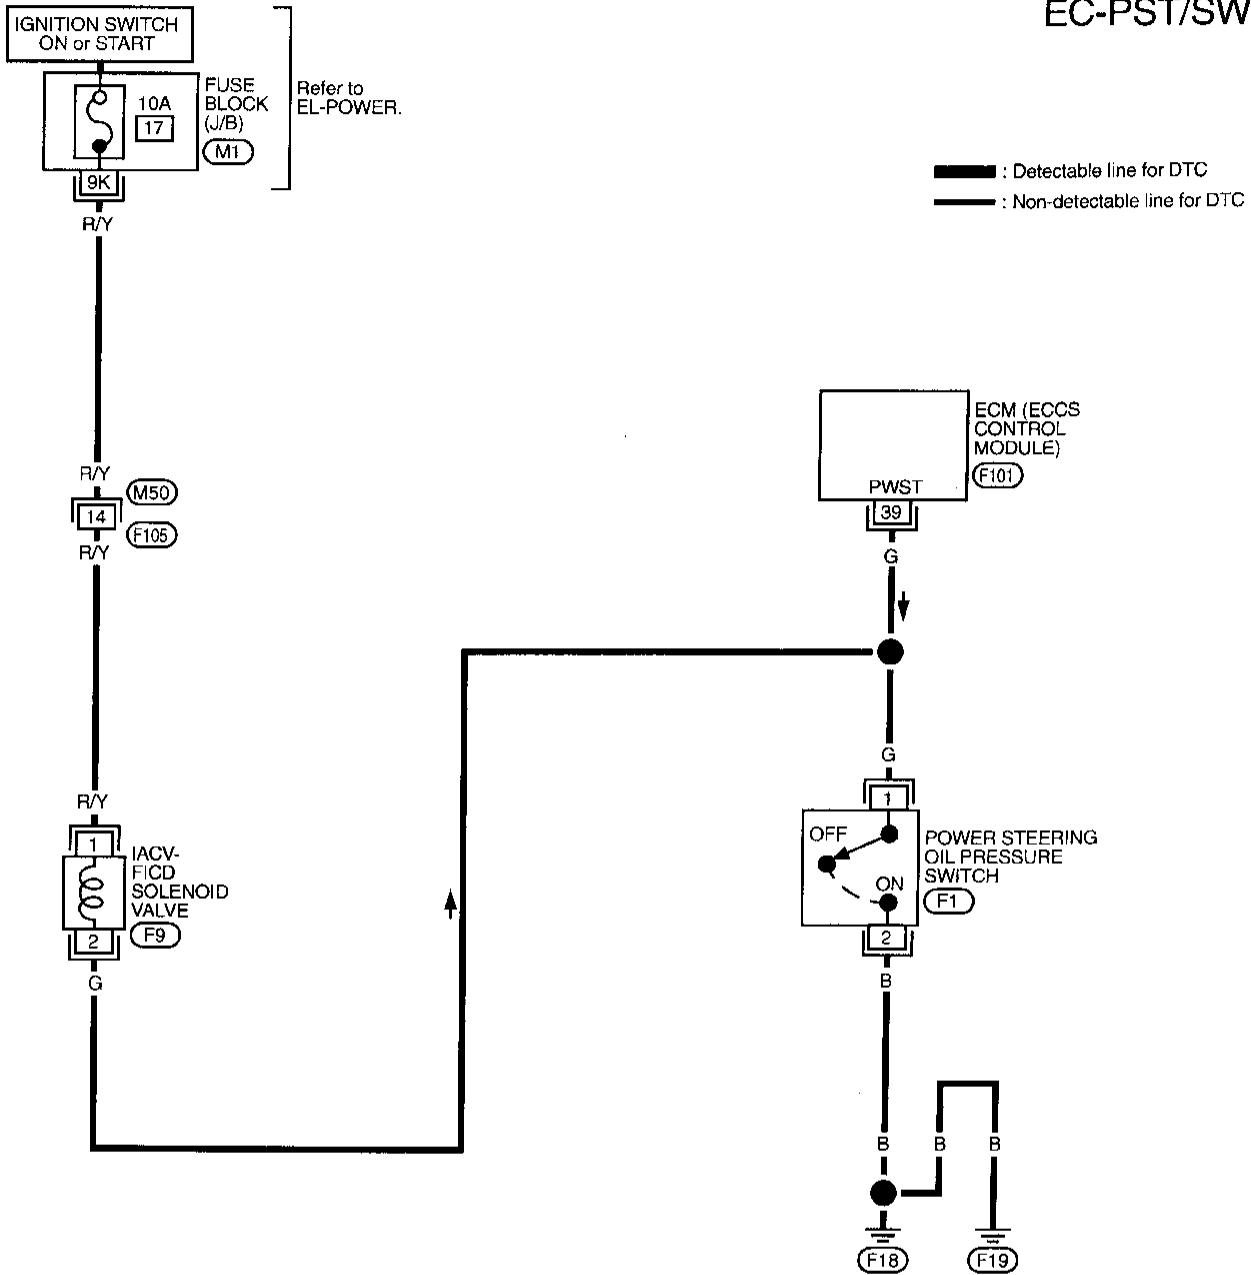 EC-PST/SW
IGNITION SWITCH
ON or START
FUSE
BLOCK
(J/B)
M1
10A
17
Refer to
EL-POWER.
9K
R/Y
: Detectable line for DTC
: Non-detectable line for DTC
R/Y
M50
14
F105
R/Y
ECM (ECCS
CONTROL
MODULE)
F101
PWST
39
G
G
R/Y
1
IACV-
FICD
SOLENOID
VALVE
F9
2
G
1
OFF
ON
POWER STEERING
OIL PRESSURE
SWITCH
F1
2
B
B
B
B
F18
F19